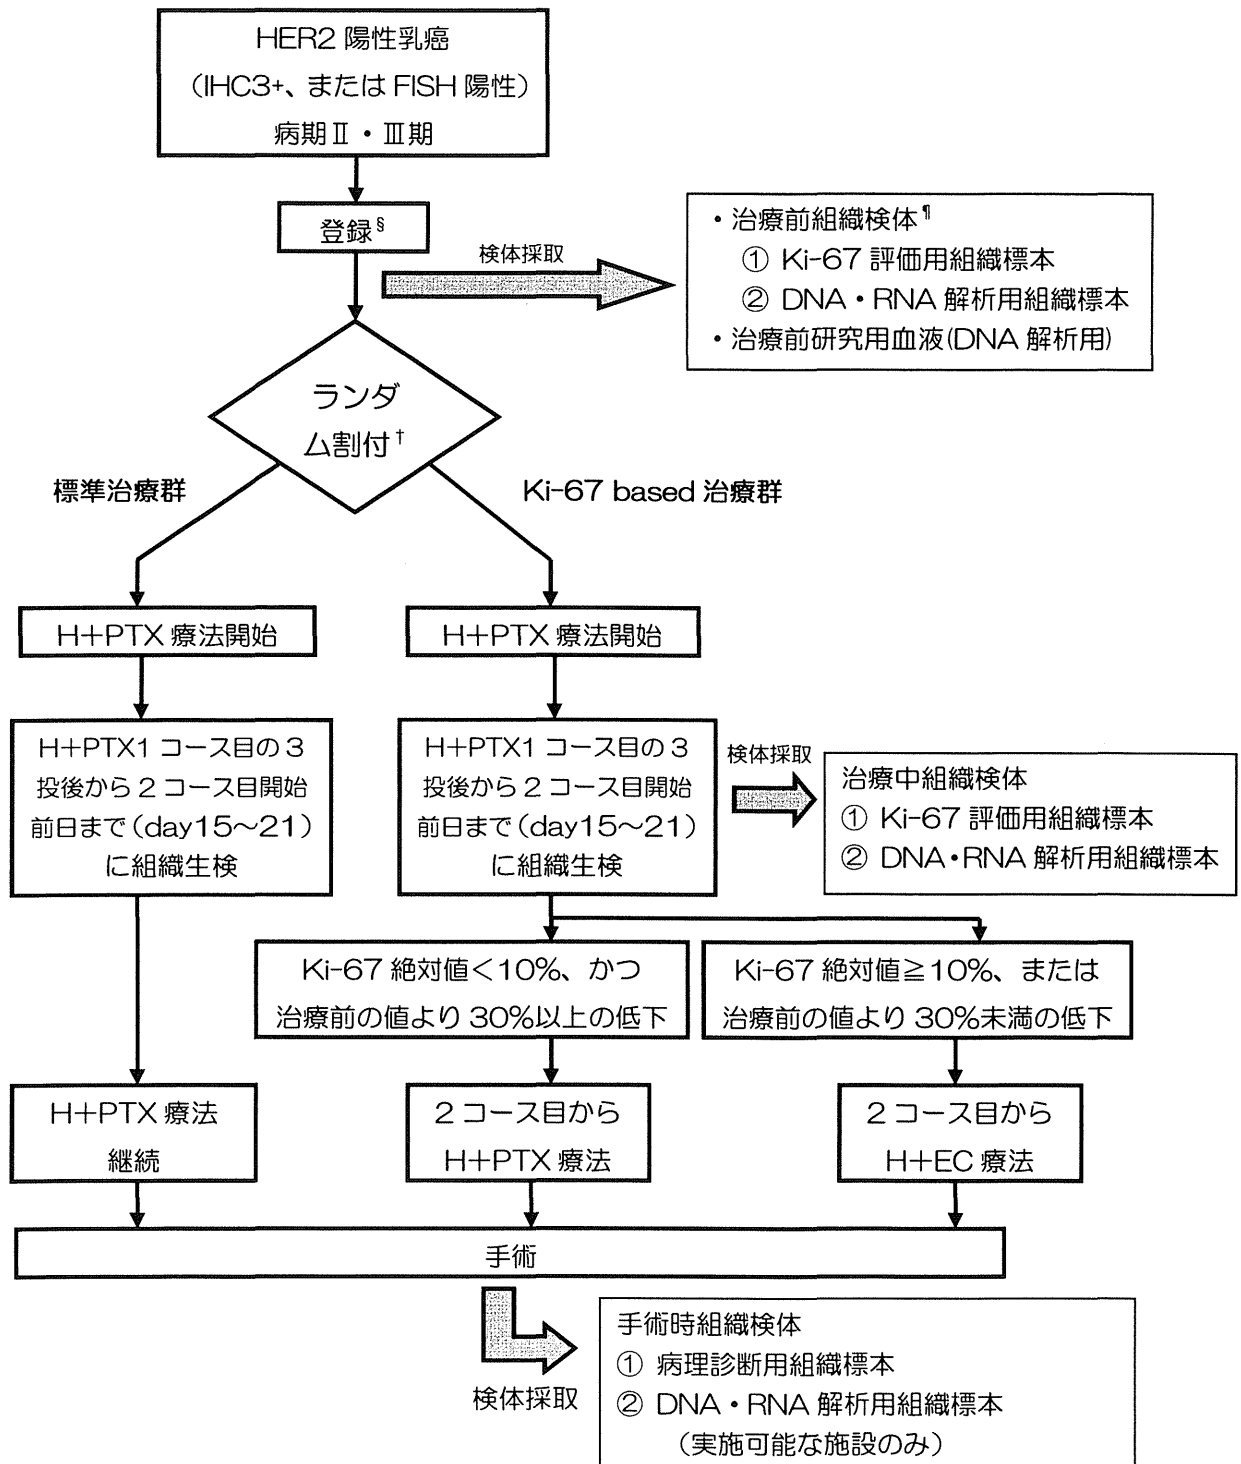 HER2 陽性乳癌
（IHC3+、または FISH 陽性）
病期Ⅱ・Ⅲ期
登録§
検体採取
・治療前組織検体¶
① Ki-67 評価用組織標本
② DNA・RNA 解析用組織標本
・治療前研究用血液(DNA 解析用)
ランダ
ム割付†
標準治療群
Ki-67 based 治療群
H+PTX 療法開始
H+PTX 療法開始
H+PTX1 コース目の 3
投後から 2 コース目開始
前日まで（day15～21）
に組織生検
H+PTX1 コース目の 3
投後から 2 コース目開始
前日まで（day15～21）
に組織生検
検体採取
治療中組織検体
① Ki-67 評価用組織標本
② DNA・RNA 解析用組織標本
Ki-67 絶対値＜10%、かつ
治療前の値より 30%以上の低下
Ki-67 絶対値≧10%、または
治療前の値より 30%未満の低下
H+PTX 療法
継続
2 コース目から
H+PTX 療法
2 コース目から
H+EC 療法
手術
検体採取
手術時組織検体
① 病理診断用組織標本
② DNA・RNA 解析用組織標本
（実施可能な施設のみ）